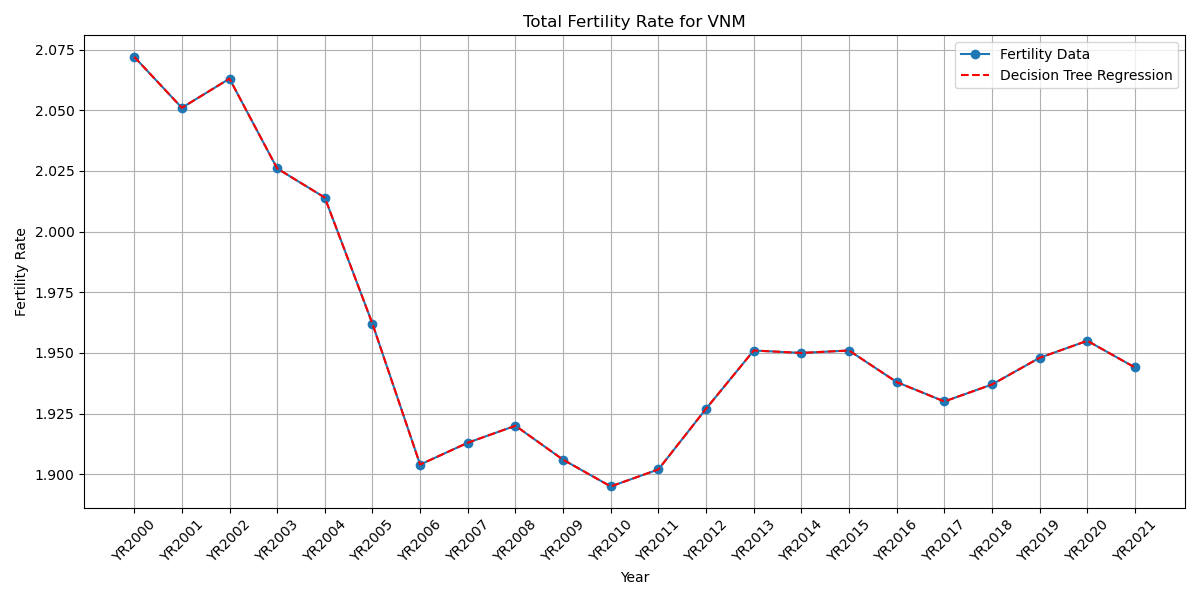 Total Fertility Rate for VNM
Fertility Data
Decision Tree Regression
Fertility Rate
2.075
2.050
2.025
2.000
1.975
1.950
1.925
1.900
YR2000
YR2001
YR2002
YR2003
YR2004
YR2005
YR2006
YR2007
YR2008
YR2009
YR2010
YR2011
YR2012
YR2013
YR2014
YR2015
YR2016
YR2017
YR2018
YR2019
YR2020
YR2021
Year